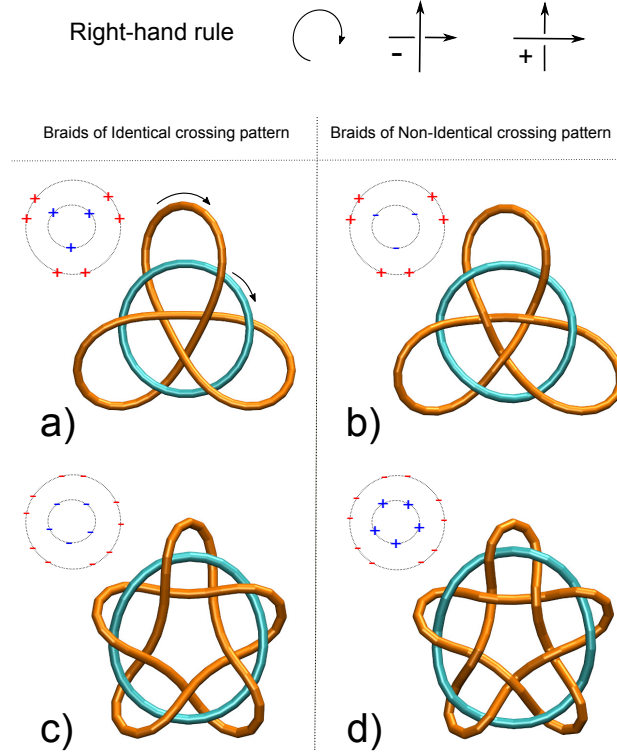 Right-hand rule
-
+
Braids of Identical crossing pattern
Braids of Non-Identical crossing pattern
+ +
+ + + +
+
+ +
+ +
+ - - +
-
+ +
a)
b)
- -
- -
- - - -
- -
- - -
- -
- -
- -
- + + -
- + + -
- + -
- -
c)
d)